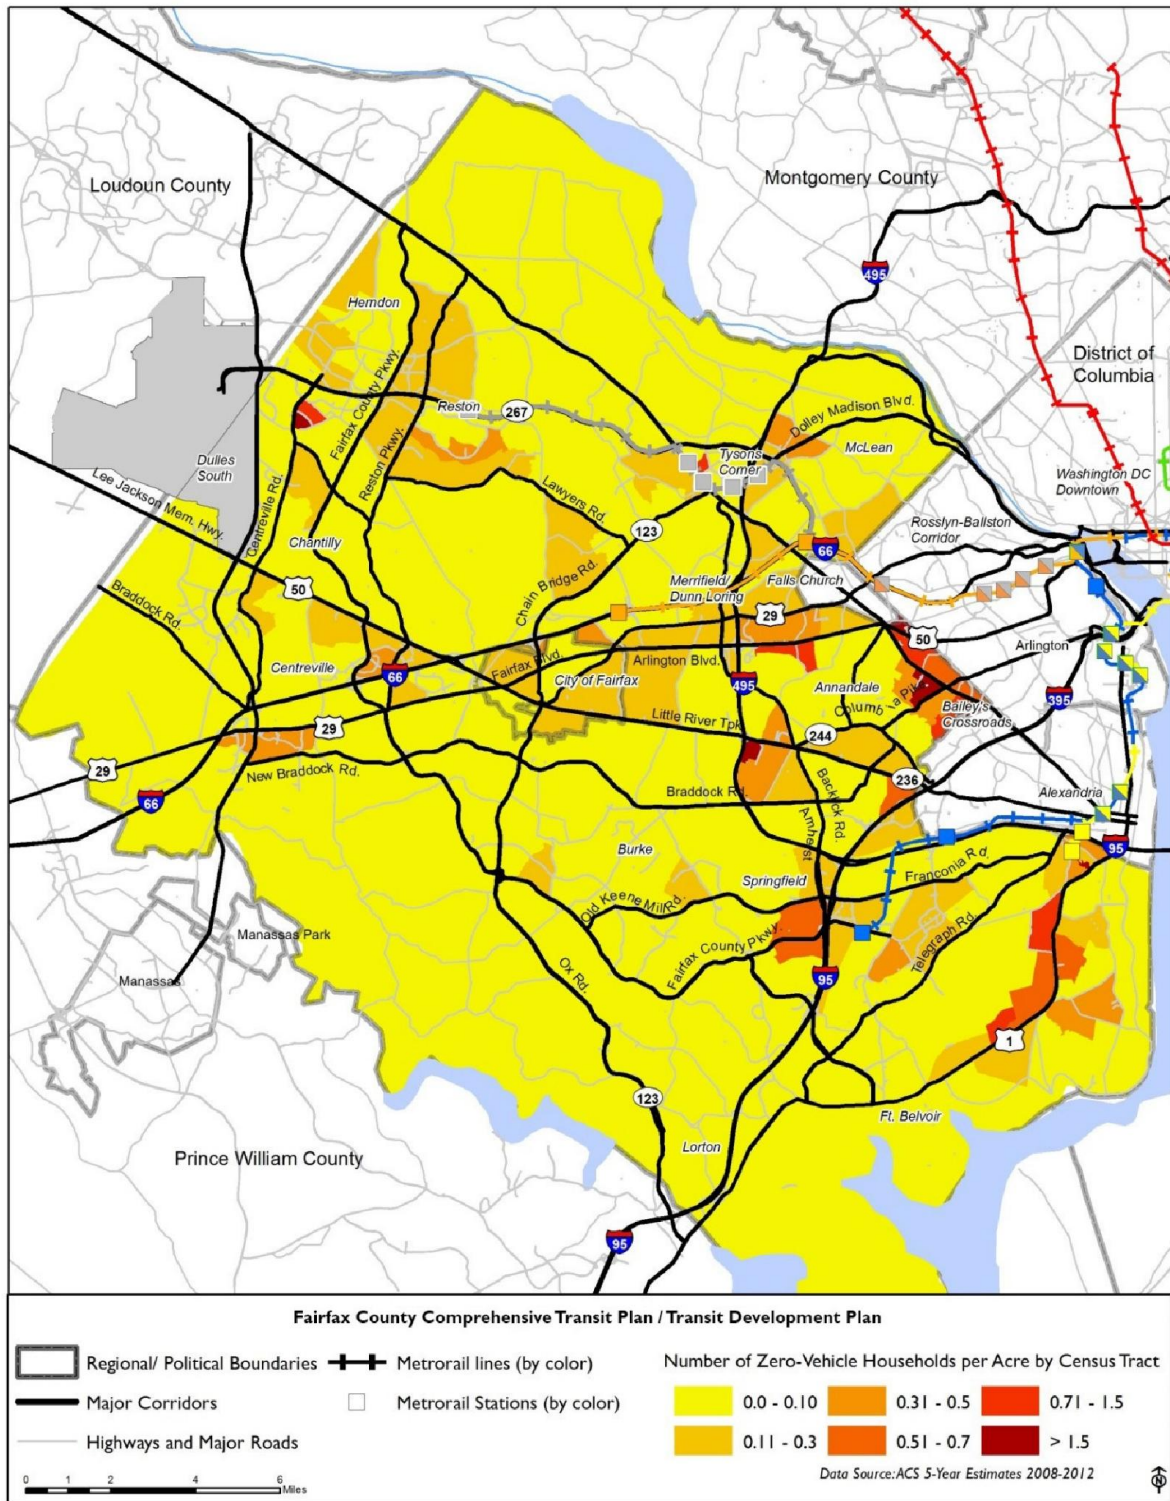 Loudoun County
Montgomery County
495
Herndon
District of
Columbia
Fairfax County Pkwy.
Reston
267
Dolley Madison Blvd.
McLean
Tysons
Corner
Dulles
South
Lee Jackson Mem. Hwy.
Centreville Rd.
Reston Pkwy.
Lawyers Rd.
Washington DC
Downtown
Rosslyn-Ballston
Corridor
123
Chantilly
66
Braddock Rd.
50
Chain Bridge Rd.
Merrifield/
Dunn Loring
Falls Church
29
50
Arlington
Centreville
66
Fairfax Blvd.
Arlington Blvd.
City of Fairfax
495
Annandale
Columbia Pike
395
Bailey's
Crossroads
29
Little River Tpk.
244
29
New Braddock Rd.
Braddock Rd.
Backlick Rd.
236
Alexandria
66
Amherst
95
Burke
Franconia Rd.
Springfield
Old Keene Mill Rd.
Manassas Park
Fairfax County Pkwy.
Telegraph Rd.
Manassas
Ox Rd.
95
1
123
Ft. Belvoir
Lorton
Prince William County
95
Fairfax County Comprehensive Transit Plan / Transit Development Plan
Regional/ Political Boundaries
Metrorail lines (by color)
Number of Zero-Vehicle Households per Acre by Census Tract
Major Corridors
Metrorail Stations (by color)
0.0 - 0.10
0.31 - 0.5
0.71 - 1.5
Highways and Major Roads
0.11 - 0.3
0.51 - 0.7
> 1.5
0 1 2 4 6
Miles
Data Source:ACS 5-Year Estimates 2008-2012